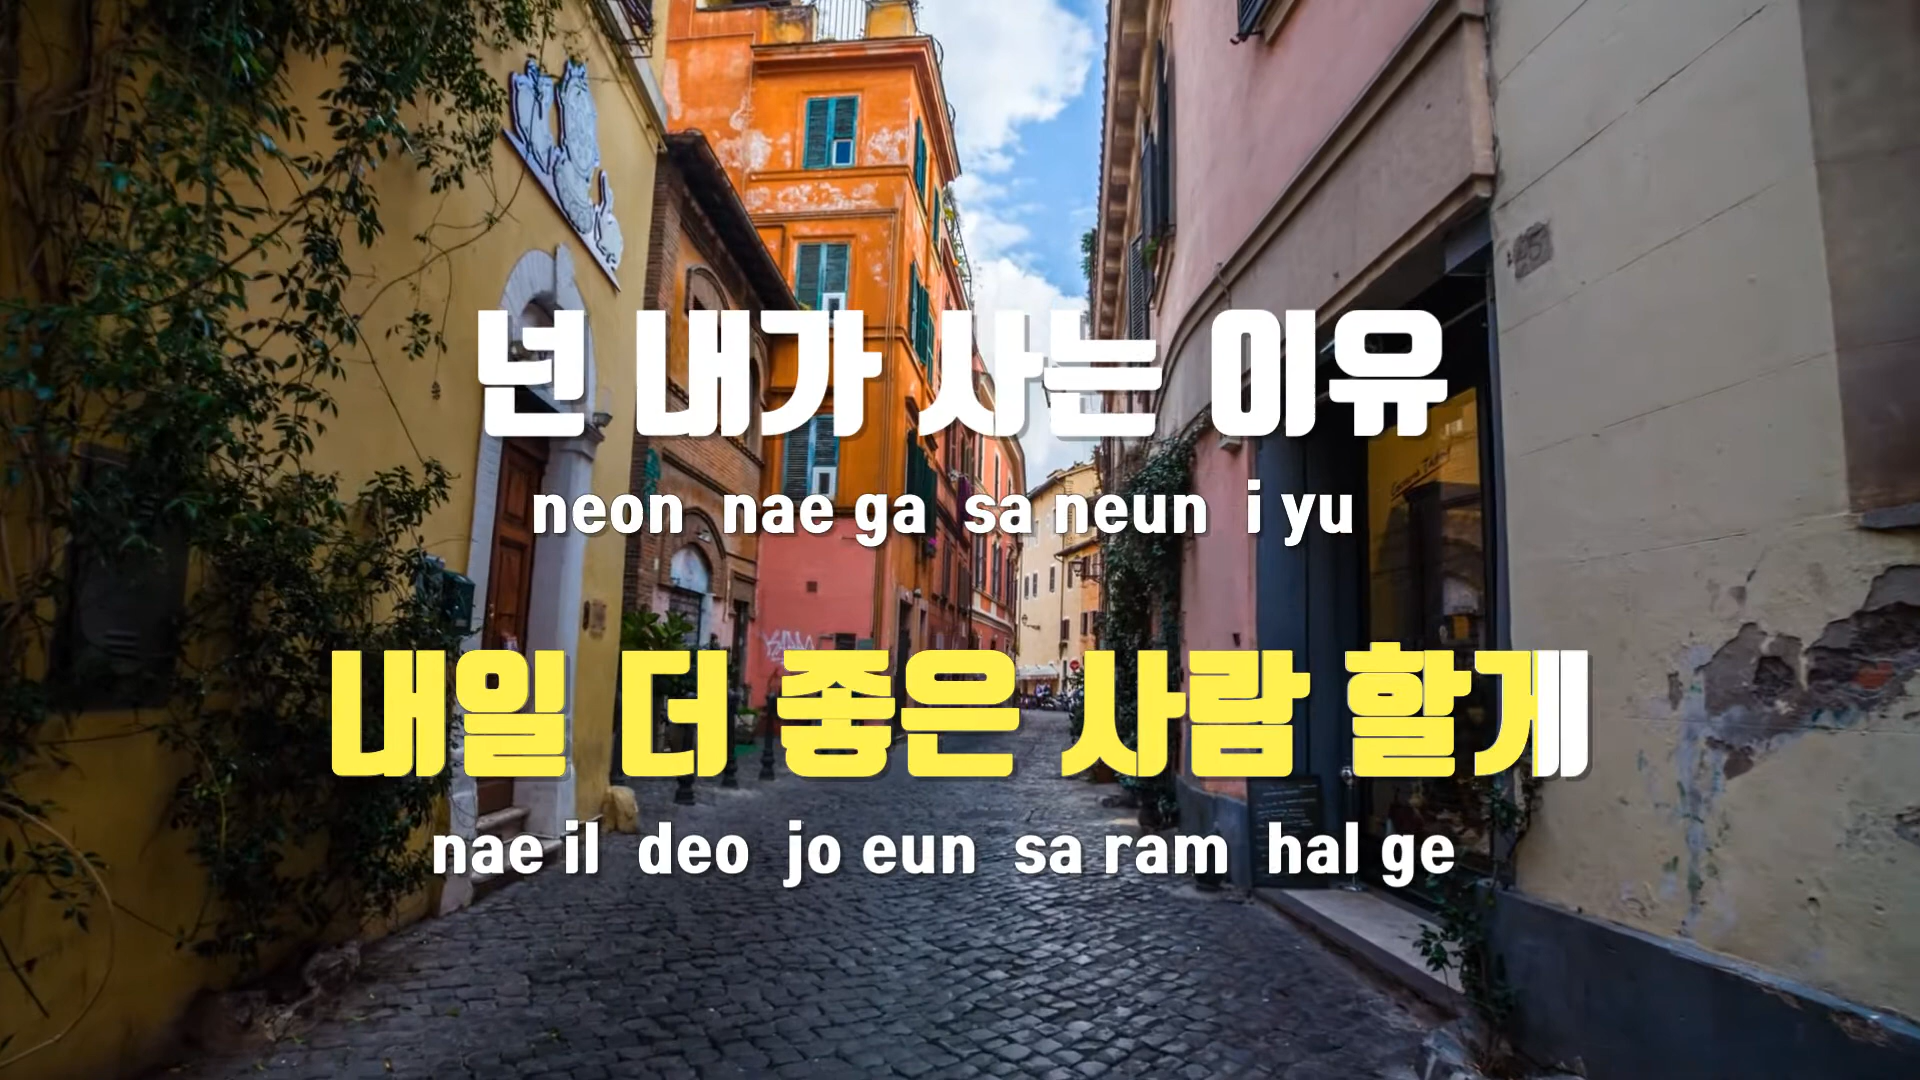 넌 내가 사는 이유
neon nae ga sa neun i yu
내일 더 좋은 사람 할게
nae il deo jo eun sa ram hal ge